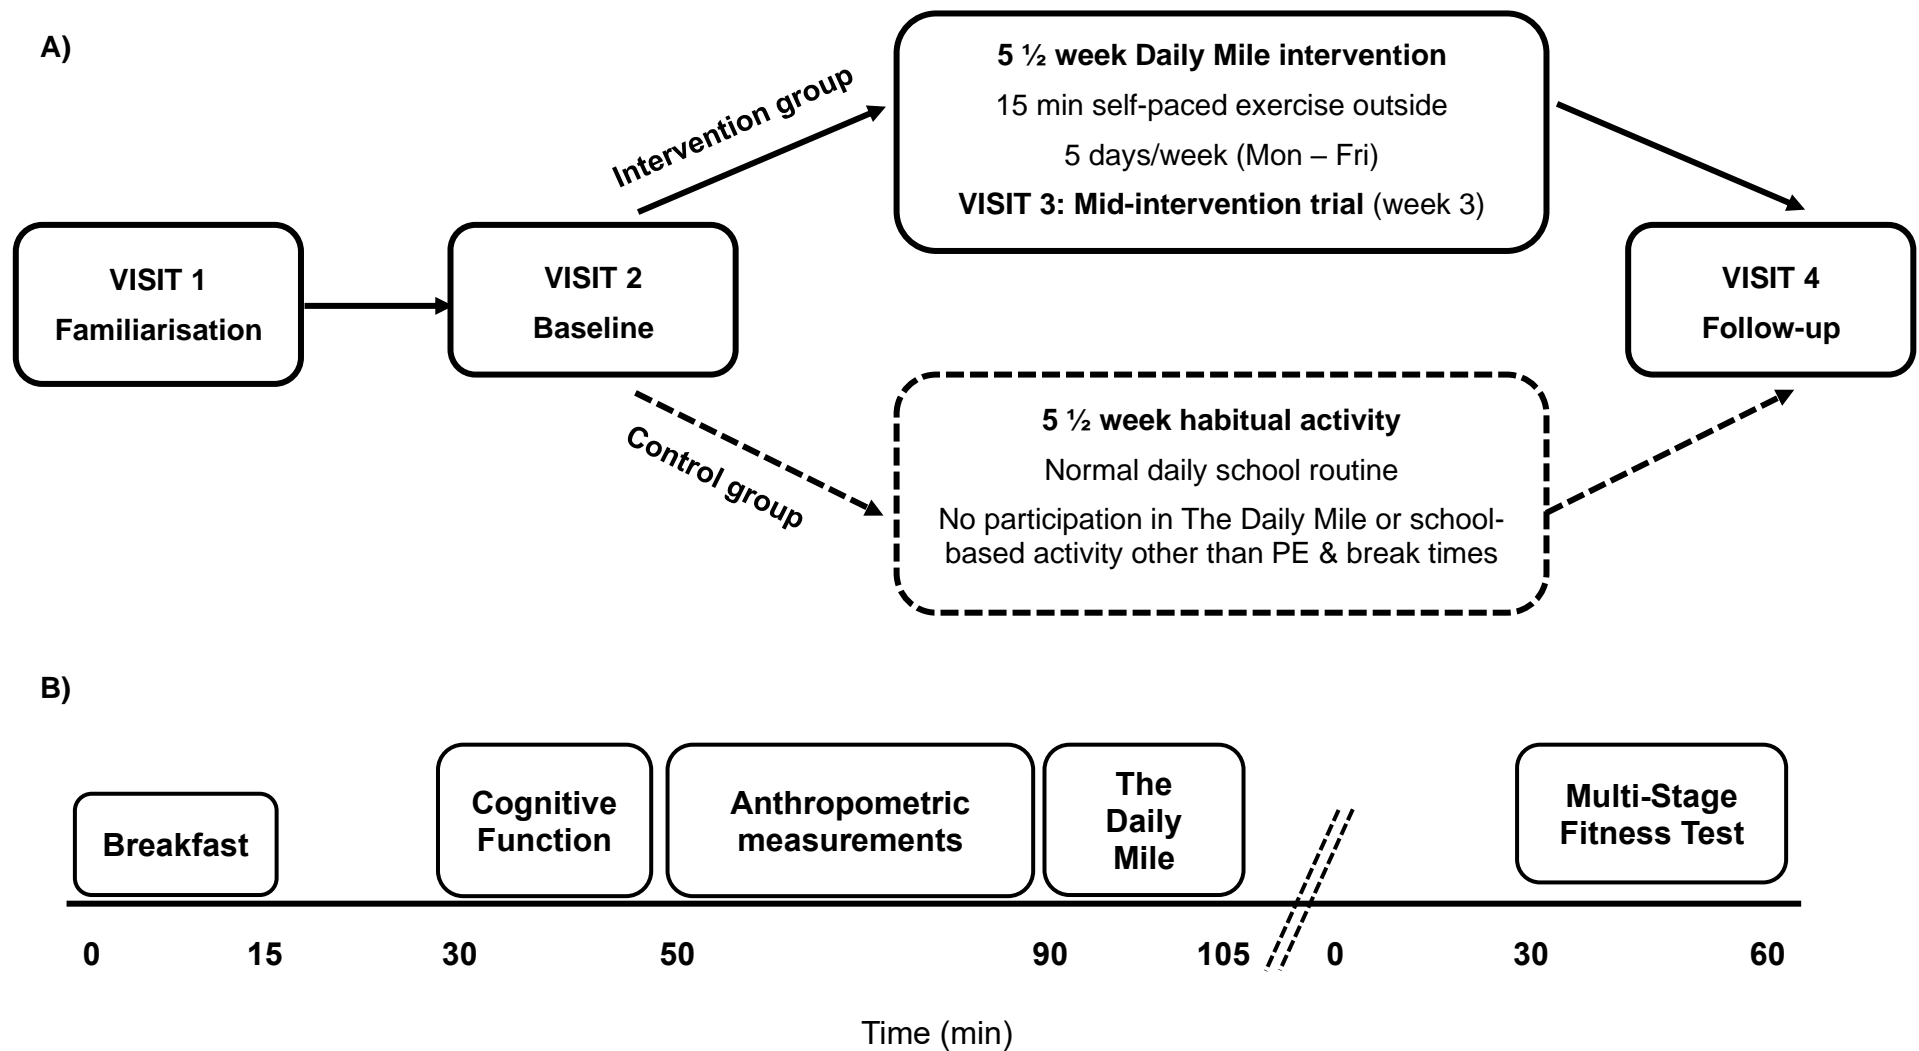 A)
Intervention group
5 ½ week Daily Mile intervention
15 min self-paced exercise outside
5 days/week (Mon – Fri)
VISIT 3: Mid-intervention trial (week 3)
VISIT 1
Familiarisation
VISIT 2
Baseline
VISIT 4
Follow-up
Control group
5 ½ week habitual activity
Normal daily school routine
No participation in The Daily Mile or school-
based activity other than PE & break times
B)
Breakfast
Cognitive
Function
Anthropometric
measurements
The
Daily
Mile
Multi-Stage
Fitness Test
0 15 30 50 90 105 0 30 60
Time (min)